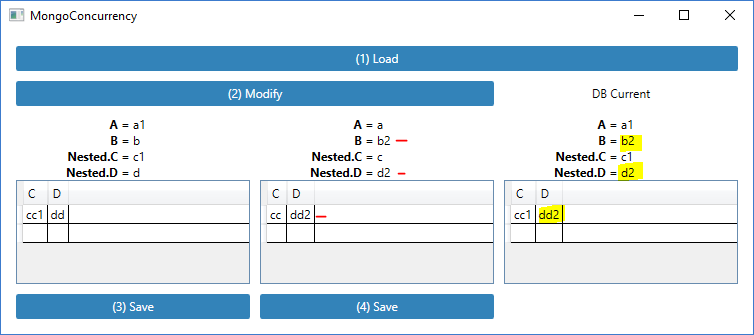 MongoConcurrency
(1) Load
(2) Modify
DB Current
A = a1
B = b
Nested.C = c1
Nested.D = d
C D
cc1 dd
(3) Save
A = a
B = b2
Nested.C = c
Nested.D = d2
C D
cc dd2
(4) Save
A = a1
B = b2
Nested.C = c1
Nested.D = d2
C D
cc1 dd2